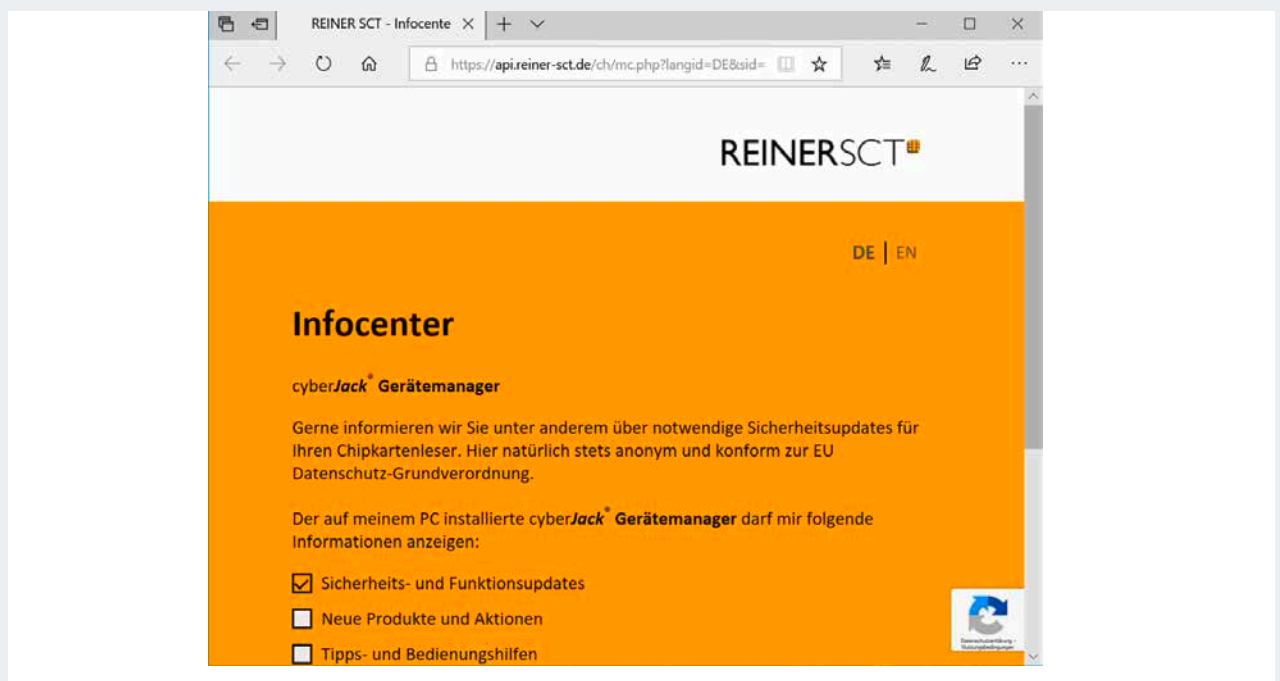 REINER SCT - Infocente
https://api.reiner-sct.de/ch/mc.php?langid=DE&sid=
REINERSCT
DE | EN
Infocenter
cyberJack® Gerätemanager
Gerne informieren wir Sie unter anderem über notwendige Sicherheitsupdates für
Ihren Chipkartenleser. Hier natürlich stets anonym und konform zur EU
Datenschutz-Grundverordnung.
Der auf meinem PC installierte cyberJack® Gerätemanager darf mir folgende
Informationen anzeigen:
Sicherheits- und Funktionsupdates
Neue Produkte und Aktionen
Tipps- und Bedienungshilfen
Datenschutzerklärung -
Nutzungsbedingungen